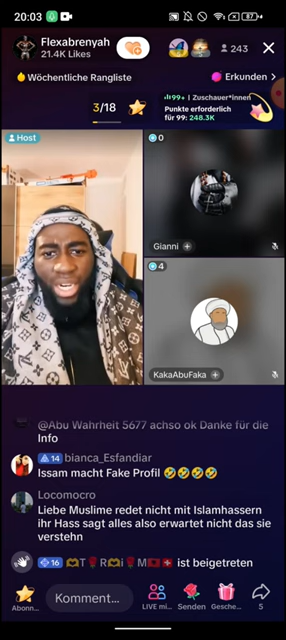 20:03
87
Flexabrenyah
21.4K Likes
243
Wöchentliche Rangliste
Erkunden
3/18
99+ | Zuschauer*innen
Punkte erforderlich
für 99: 248.3K
Host
0
Gianni
4
KakaAbuFaka
@Abu Wahrheit 5677 achso ok Danke für die
Info
14 bianca_Esfandiar
Issam macht Fake Profil
Locomocro
Liebe Muslime redet nicht mit Islamhassern
ihr Hass sagt alles also erwartet nicht das sie
verstehn
16 T R i M ist beigetreten
Abonn...
Komment...
LIVE mi...
Senden
Gesche...
5